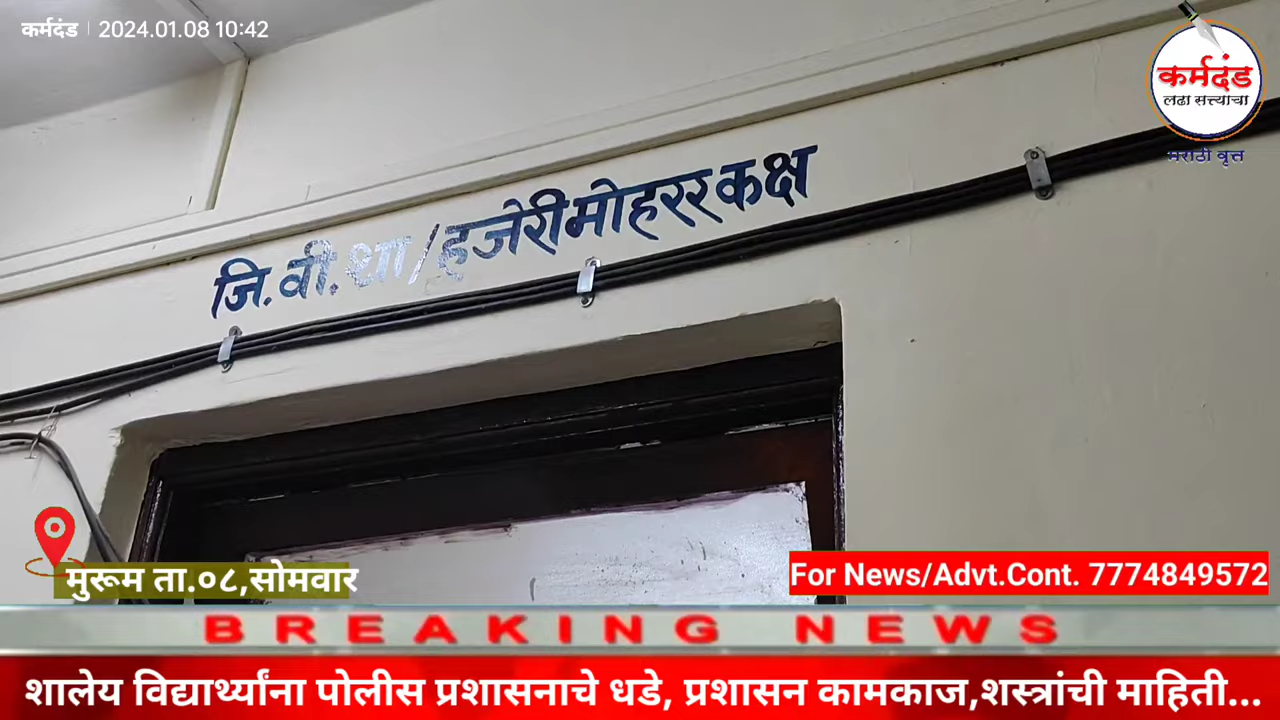 कर्मदंड | 2024.01.08 10:42
कर्मदंड
लढा सत्त्याचा
मराठी वृत्त
जि.वी.शा/हजेरीमोहररकक्ष
मुरूम ता.०८,सोमवार
For News/Advt.Cont. 7774849572
BREAKING NEWS
शालेय विद्यार्थ्यांना पोलीस प्रशासनाचे धडे, प्रशासन कामकाज,शस्त्रांची माहिती...